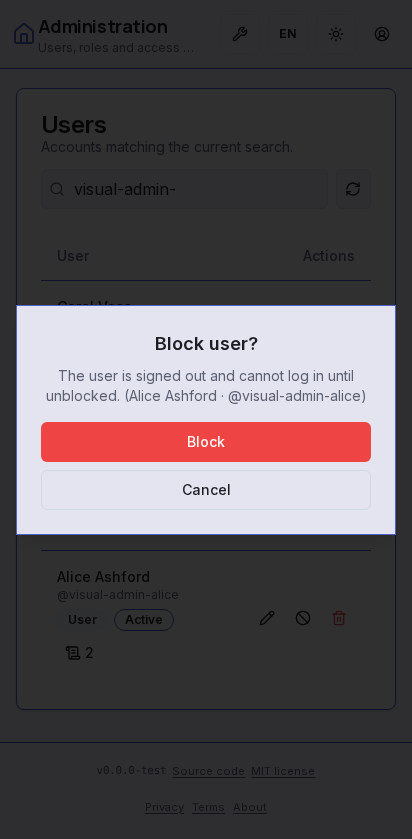 Administration
Users, roles and access …
EN
Users
Accounts matching the current search.
visual-admin-
User Actions
Block user?
The user is signed out and cannot log in until
unblocked. (Alice Ashford · @visual-admin-alice)
Block
Cancel
Alice Ashford
@visual-admin-alice
User Active
2
v0.0.0-test Source code MIT license
Privacy Terms About